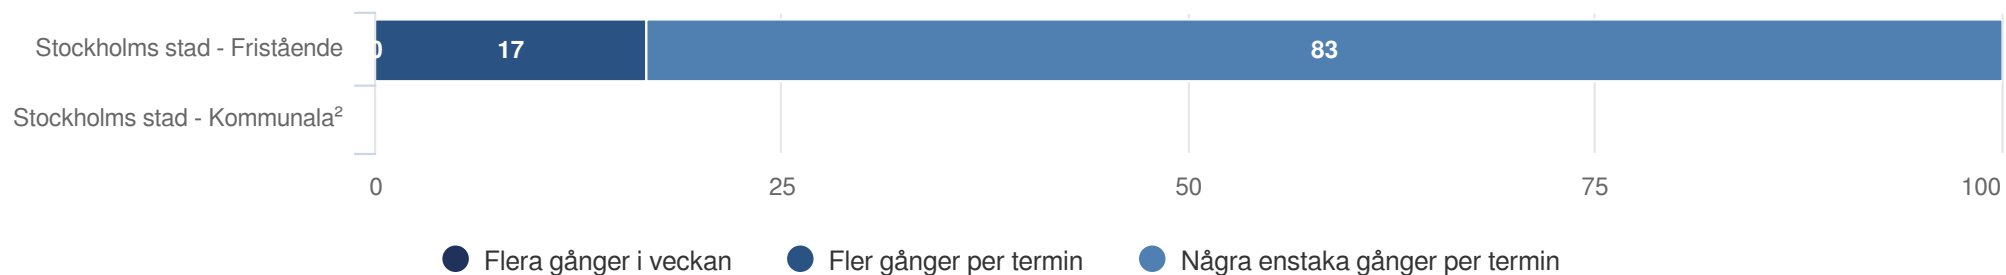 Stockholms stad - Fristående
0 17 83
Stockholms stad - Kommunala²
0 25 50 75 100
Flera gånger i veckan Fler gånger per termin Några enstaka gånger per termin